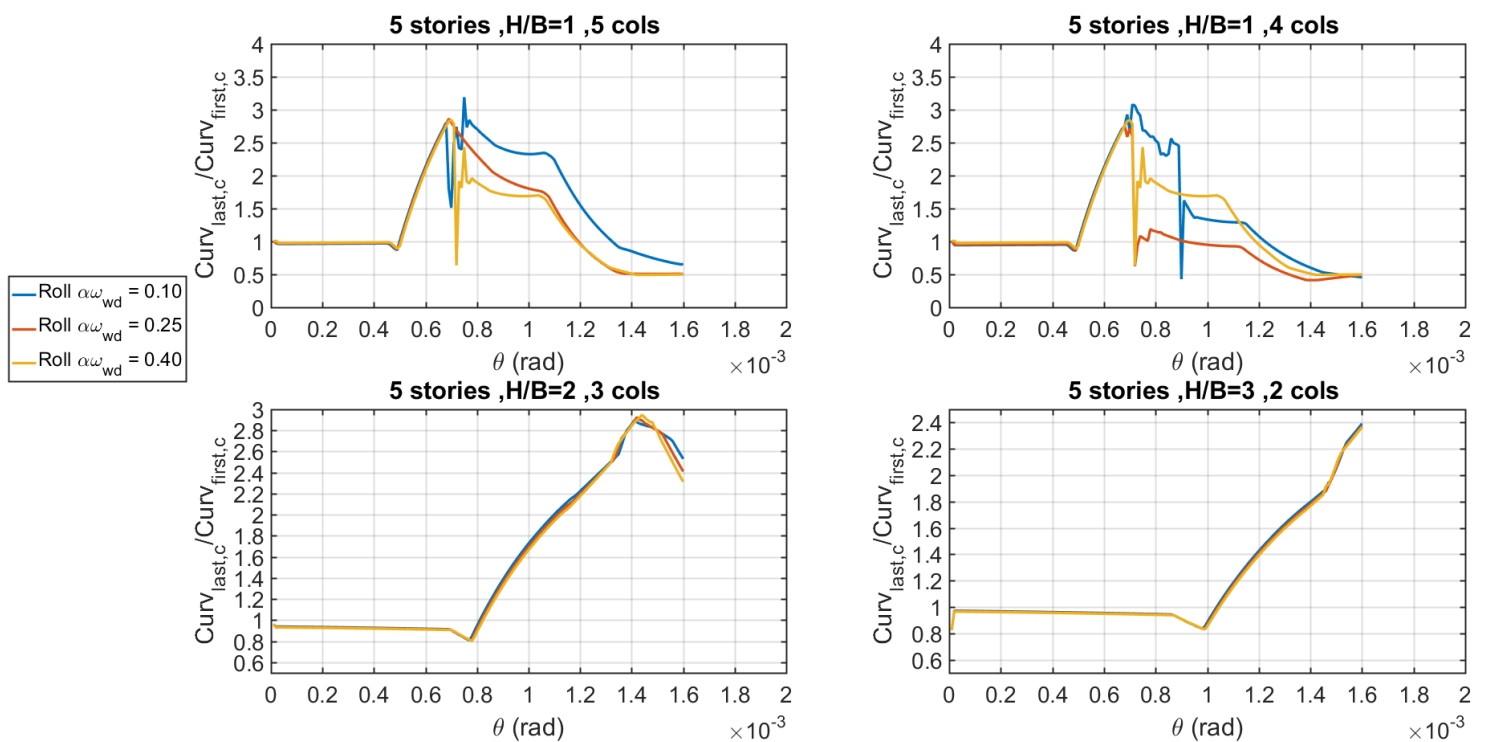 5 stories ,H/B=1 ,5 cols
4
3.5
3
2.5
2
1.5
1
0.5
0
Curv_last,c/Curv_first,c
0 0.2 0.4 0.6 0.8 1 1.2 1.4 1.6 1.8 2
θ (rad)
×10^-3
5 stories ,H/B=1 ,4 cols
4
3.5
3
2.5
2
1.5
1
0.5
0
Curv_last,c/Curv_first,c
0 0.2 0.4 0.6 0.8 1 1.2 1.4 1.6 1.8 2
θ (rad)
×10^-3
Roll αω_wd = 0.10
Roll αω_wd = 0.25
Roll αω_wd = 0.40
5 stories ,H/B=2 ,3 cols
3
2.8
2.6
2.4
2.2
2
1.8
1.6
1.4
1.2
1
0.8
0.6
Curv_last,c/Curv_first,c
0 0.2 0.4 0.6 0.8 1 1.2 1.4 1.6 1.8 2
θ (rad)
×10^-3
5 stories ,H/B=3 ,2 cols
2.4
2.2
2
1.8
1.6
1.4
1.2
1
0.8
0.6
Curv_last,c/Curv_first,c
0 0.2 0.4 0.6 0.8 1 1.2 1.4 1.6 1.8 2
θ (rad)
×10^-3